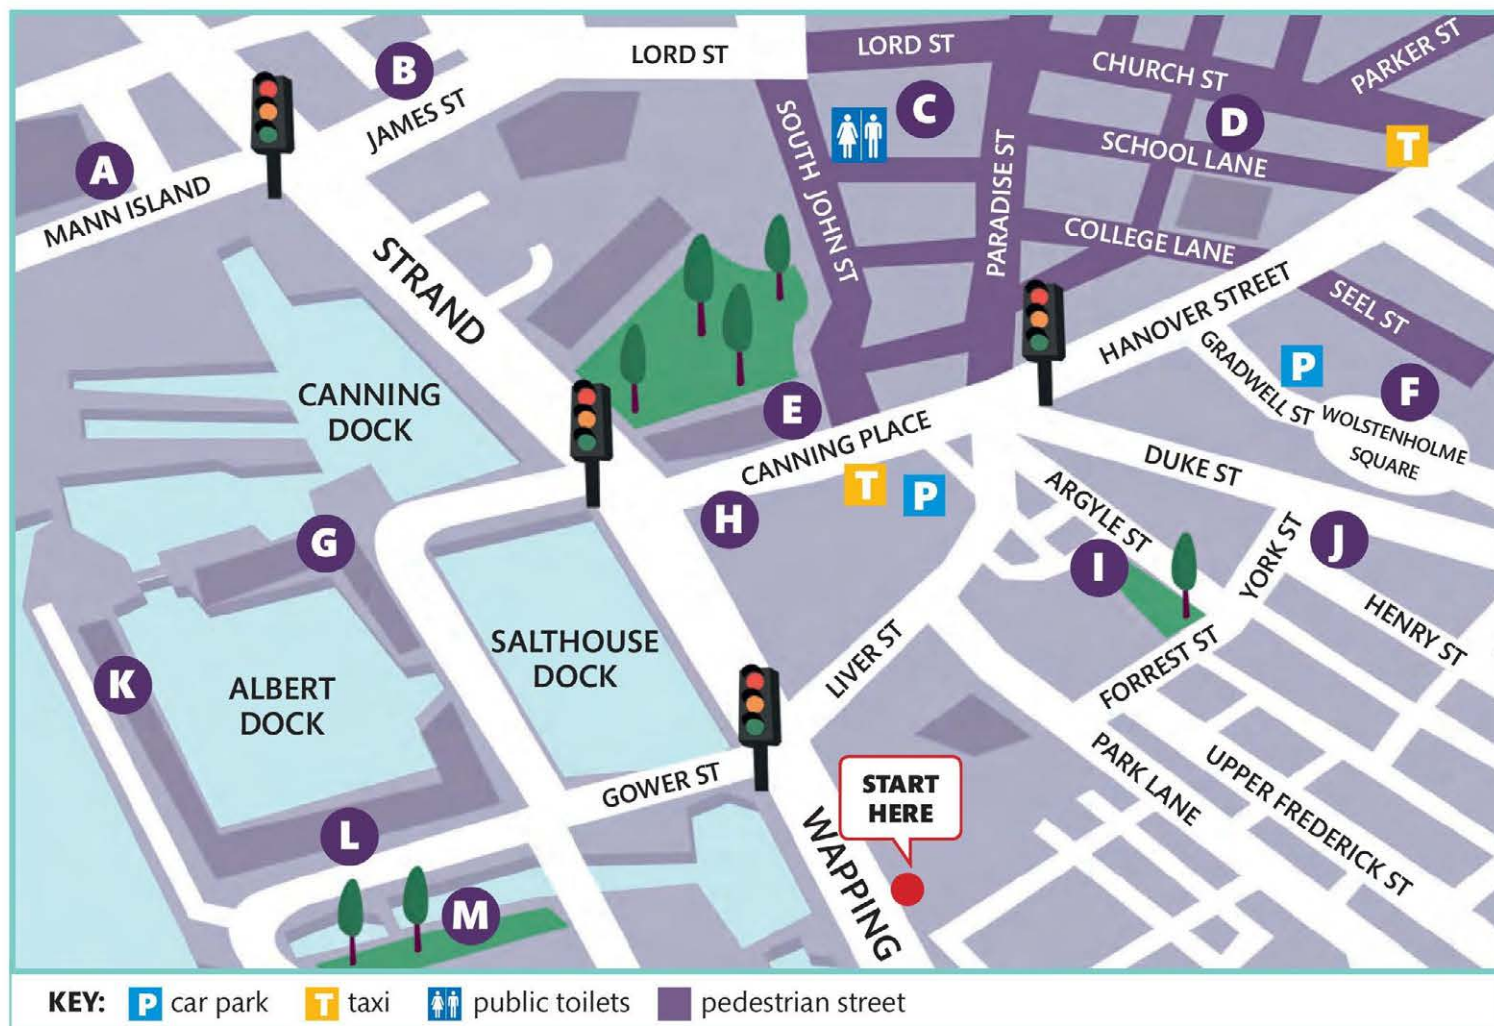 LORD ST
LORD ST
CHURCH ST
PARKER ST
B
JAMES ST
C
D
T
SCHOOL LANE
A
MANN ISLAND
SOUTH JOHN ST
PARADISE ST
COLLEGE LANE
STRAND
HANOVER STREET
SEEL ST
GRADWELL ST
P
F
CANNING
DOCK
E
CANNING PLACE
WOLSTENHOLME
SQUARE
DUKE ST
T
P
H
ARGYLE ST
G
I
J
YORK ST
HENRY ST
SALTHOUSE
DOCK
LIVER ST
FORREST ST
K
ALBERT
DOCK
PARK LANE
UPPER FREDERICK ST
GOWER ST
START
HERE
L
WAPPING
M
KEY:
P car park
T taxi
public toilets
pedestrian street